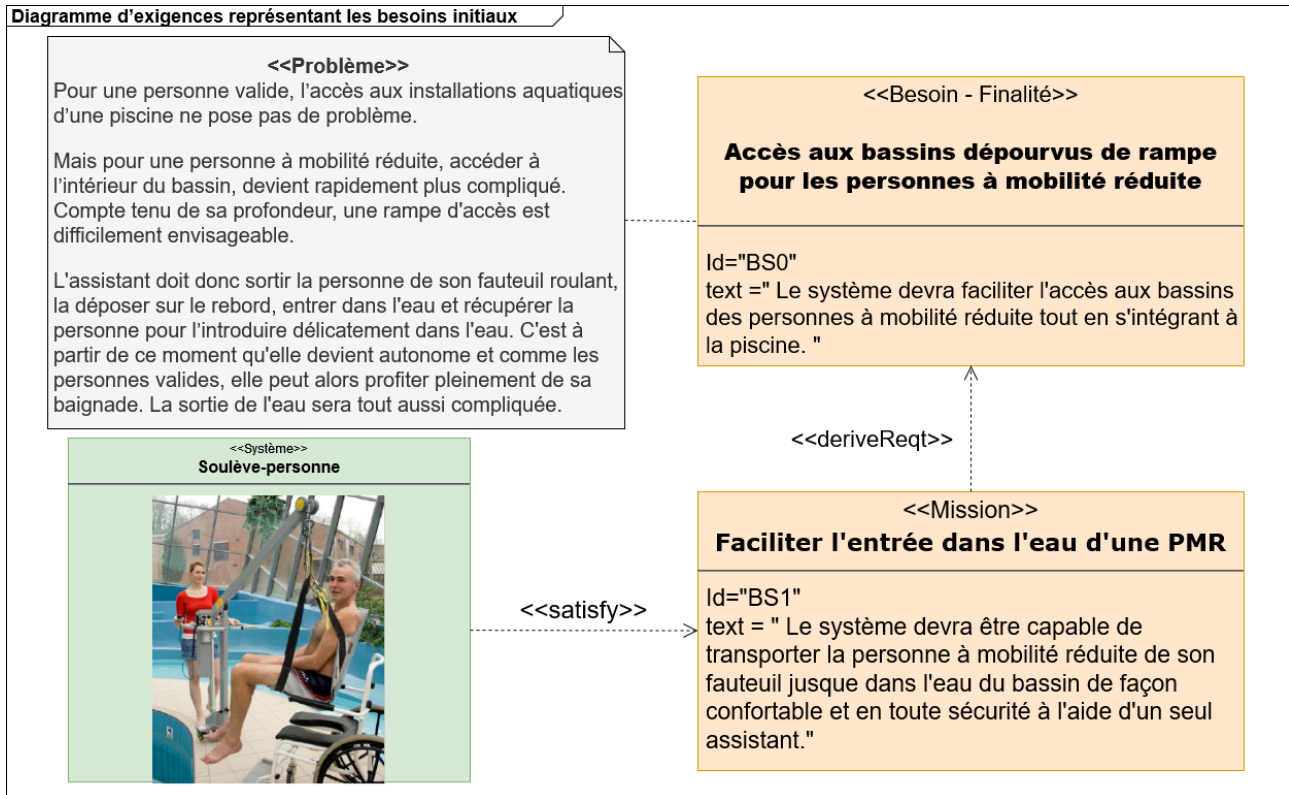 Diagramme d’exigences représentant les besoins initiaux
<<Problème>>
Pour une personne valide, l’accès aux installations aquatiques
d’une piscine ne pose pas de problème.
Mais pour une personne à mobilité réduite, accéder à
l’intérieur du bassin, devient rapidement plus compliqué.
Compte tenu de sa profondeur, une rampe d'accès est
difficilement envisageable.
L'assistant doit donc sortir la personne de son fauteuil roulant,
la déposer sur le rebord, entrer dans l'eau et récupérer la
personne pour l’introduire délicatement dans l'eau. C'est à
partir de ce moment qu'elle devient autonome et comme les
personnes valides, elle peut alors profiter pleinement de sa
baignade. La sortie de l'eau sera tout aussi compliquée.
<<Besoin - Finalité>>
Accès aux bassins dépourvus de rampe
pour les personnes à mobilité réduite
Id="BS0"
text =" Le système devra faciliter l'accès aux bassins
des personnes à mobilité réduite tout en s'intégrant à
la piscine. "
<<deriveReqt>>
<<Système>>
Soulève-personne
<<satisfy>>
<<Mission>>
Faciliter l'entrée dans l'eau d'une PMR
Id="BS1"
text = " Le système devra être capable de
transporter la personne à mobilité réduite de son
fauteuil jusque dans l'eau du bassin de façon
confortable et en toute sécurité à l'aide d'un seul
assistant."